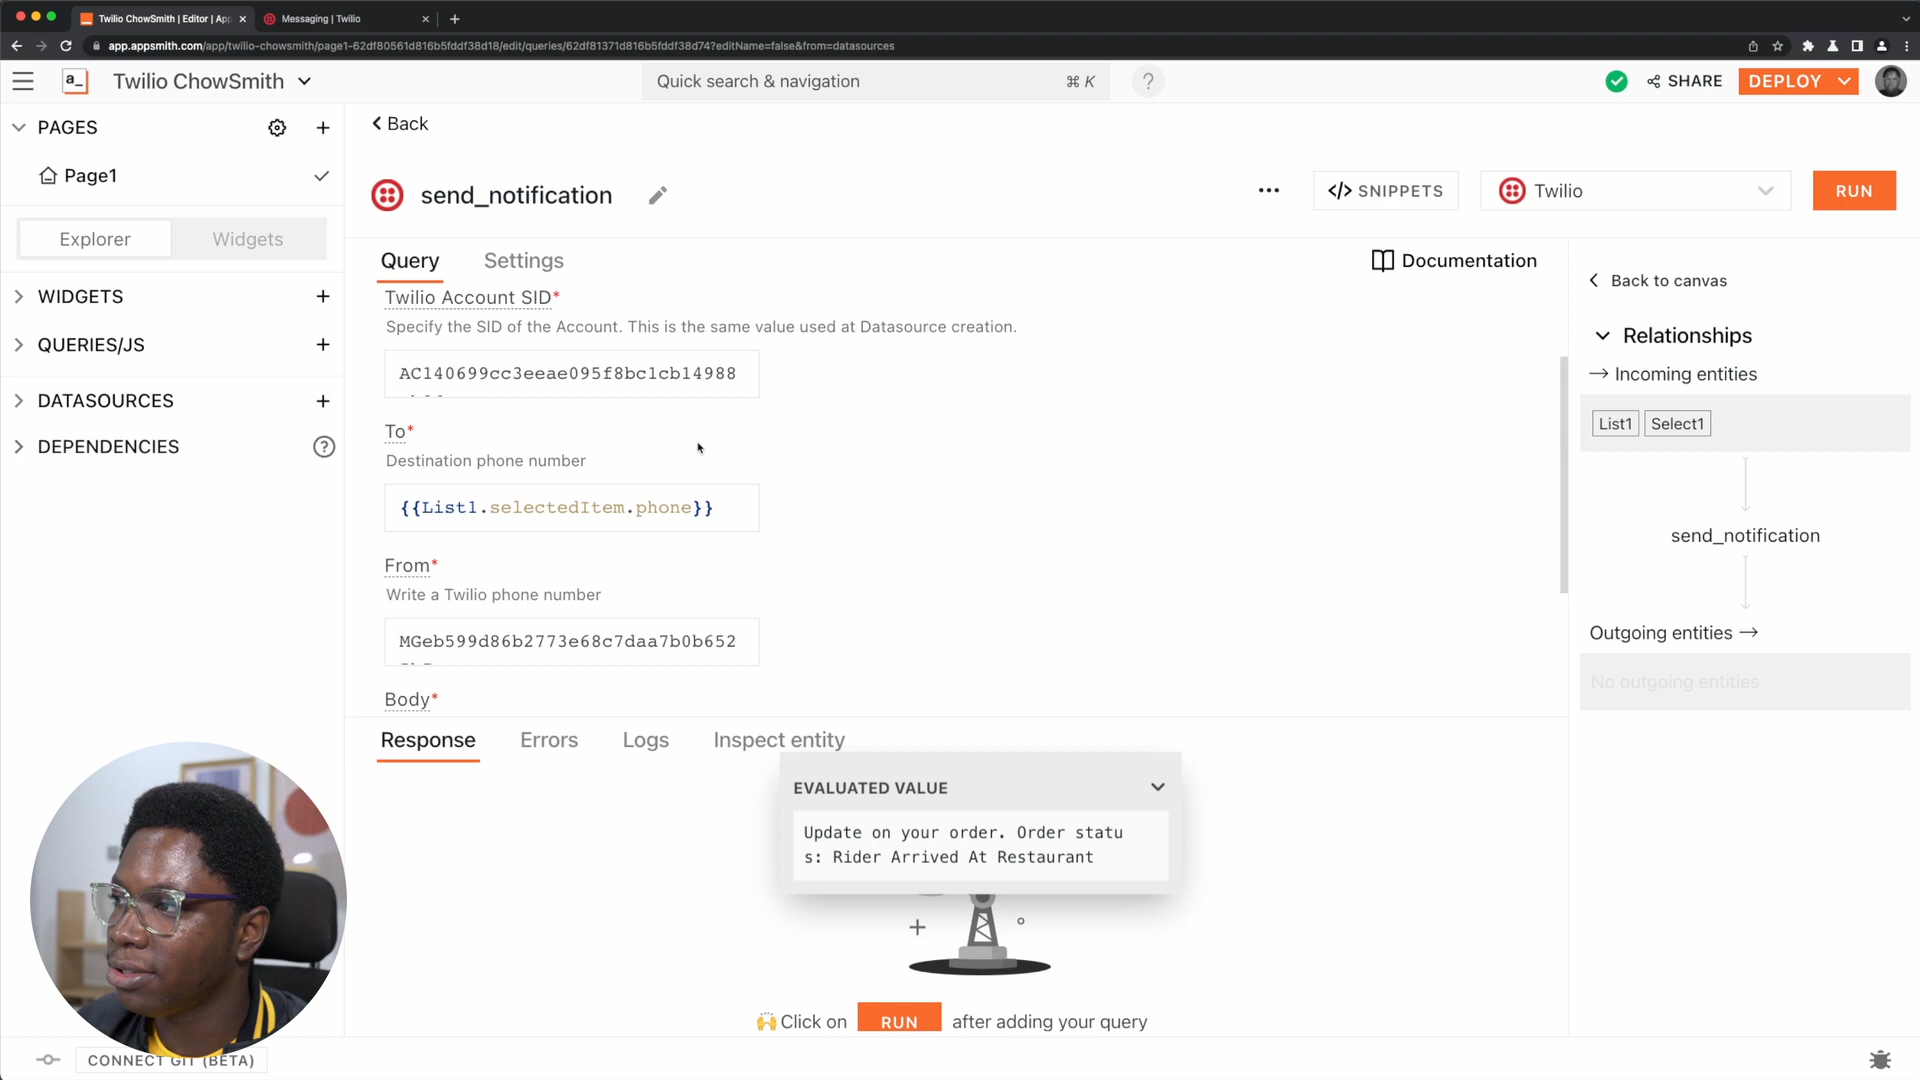 Twilio ChowSmith | Editor | App
Messaging | Twilio
app.appsmith.com/app/twilio-chowsmith/page1-62df80561d816b5fddf38d18/edit/queries/62df81371d816b5fddf38d74?editName=false&from=datasources
a_
Twilio ChowSmith
Quick search & navigation
⌘ K
?
SHARE
DEPLOY
PAGES
Page1
Explorer
Widgets
WIDGETS
QUERIES/JS
DATASOURCES
DEPENDENCIES
?
Back
send_notification
</> SNIPPETS
Twilio
RUN
Query
Settings
Documentation
Twilio Account SID*
Specify the SID of the Account. This is the same value used at Datasource creation.
AC140699cc3eeae095f8bc1cb14988
To*
Destination phone number
{{List1.selectedItem.phone}}
From*
Write a Twilio phone number
MGeb599d86b2773e68c7daa7b0b652
Body*
Response
Errors
Logs
Inspect entity
EVALUATED VALUE
Update on your order. Order statu
s: Rider Arrived At Restaurant
🙌 Click on RUN after adding your query
Back to canvas
Relationships
Incoming entities
List1
Select1
send_notification
Outgoing entities
No outgoing entities
CONNECT GIT (BETA)